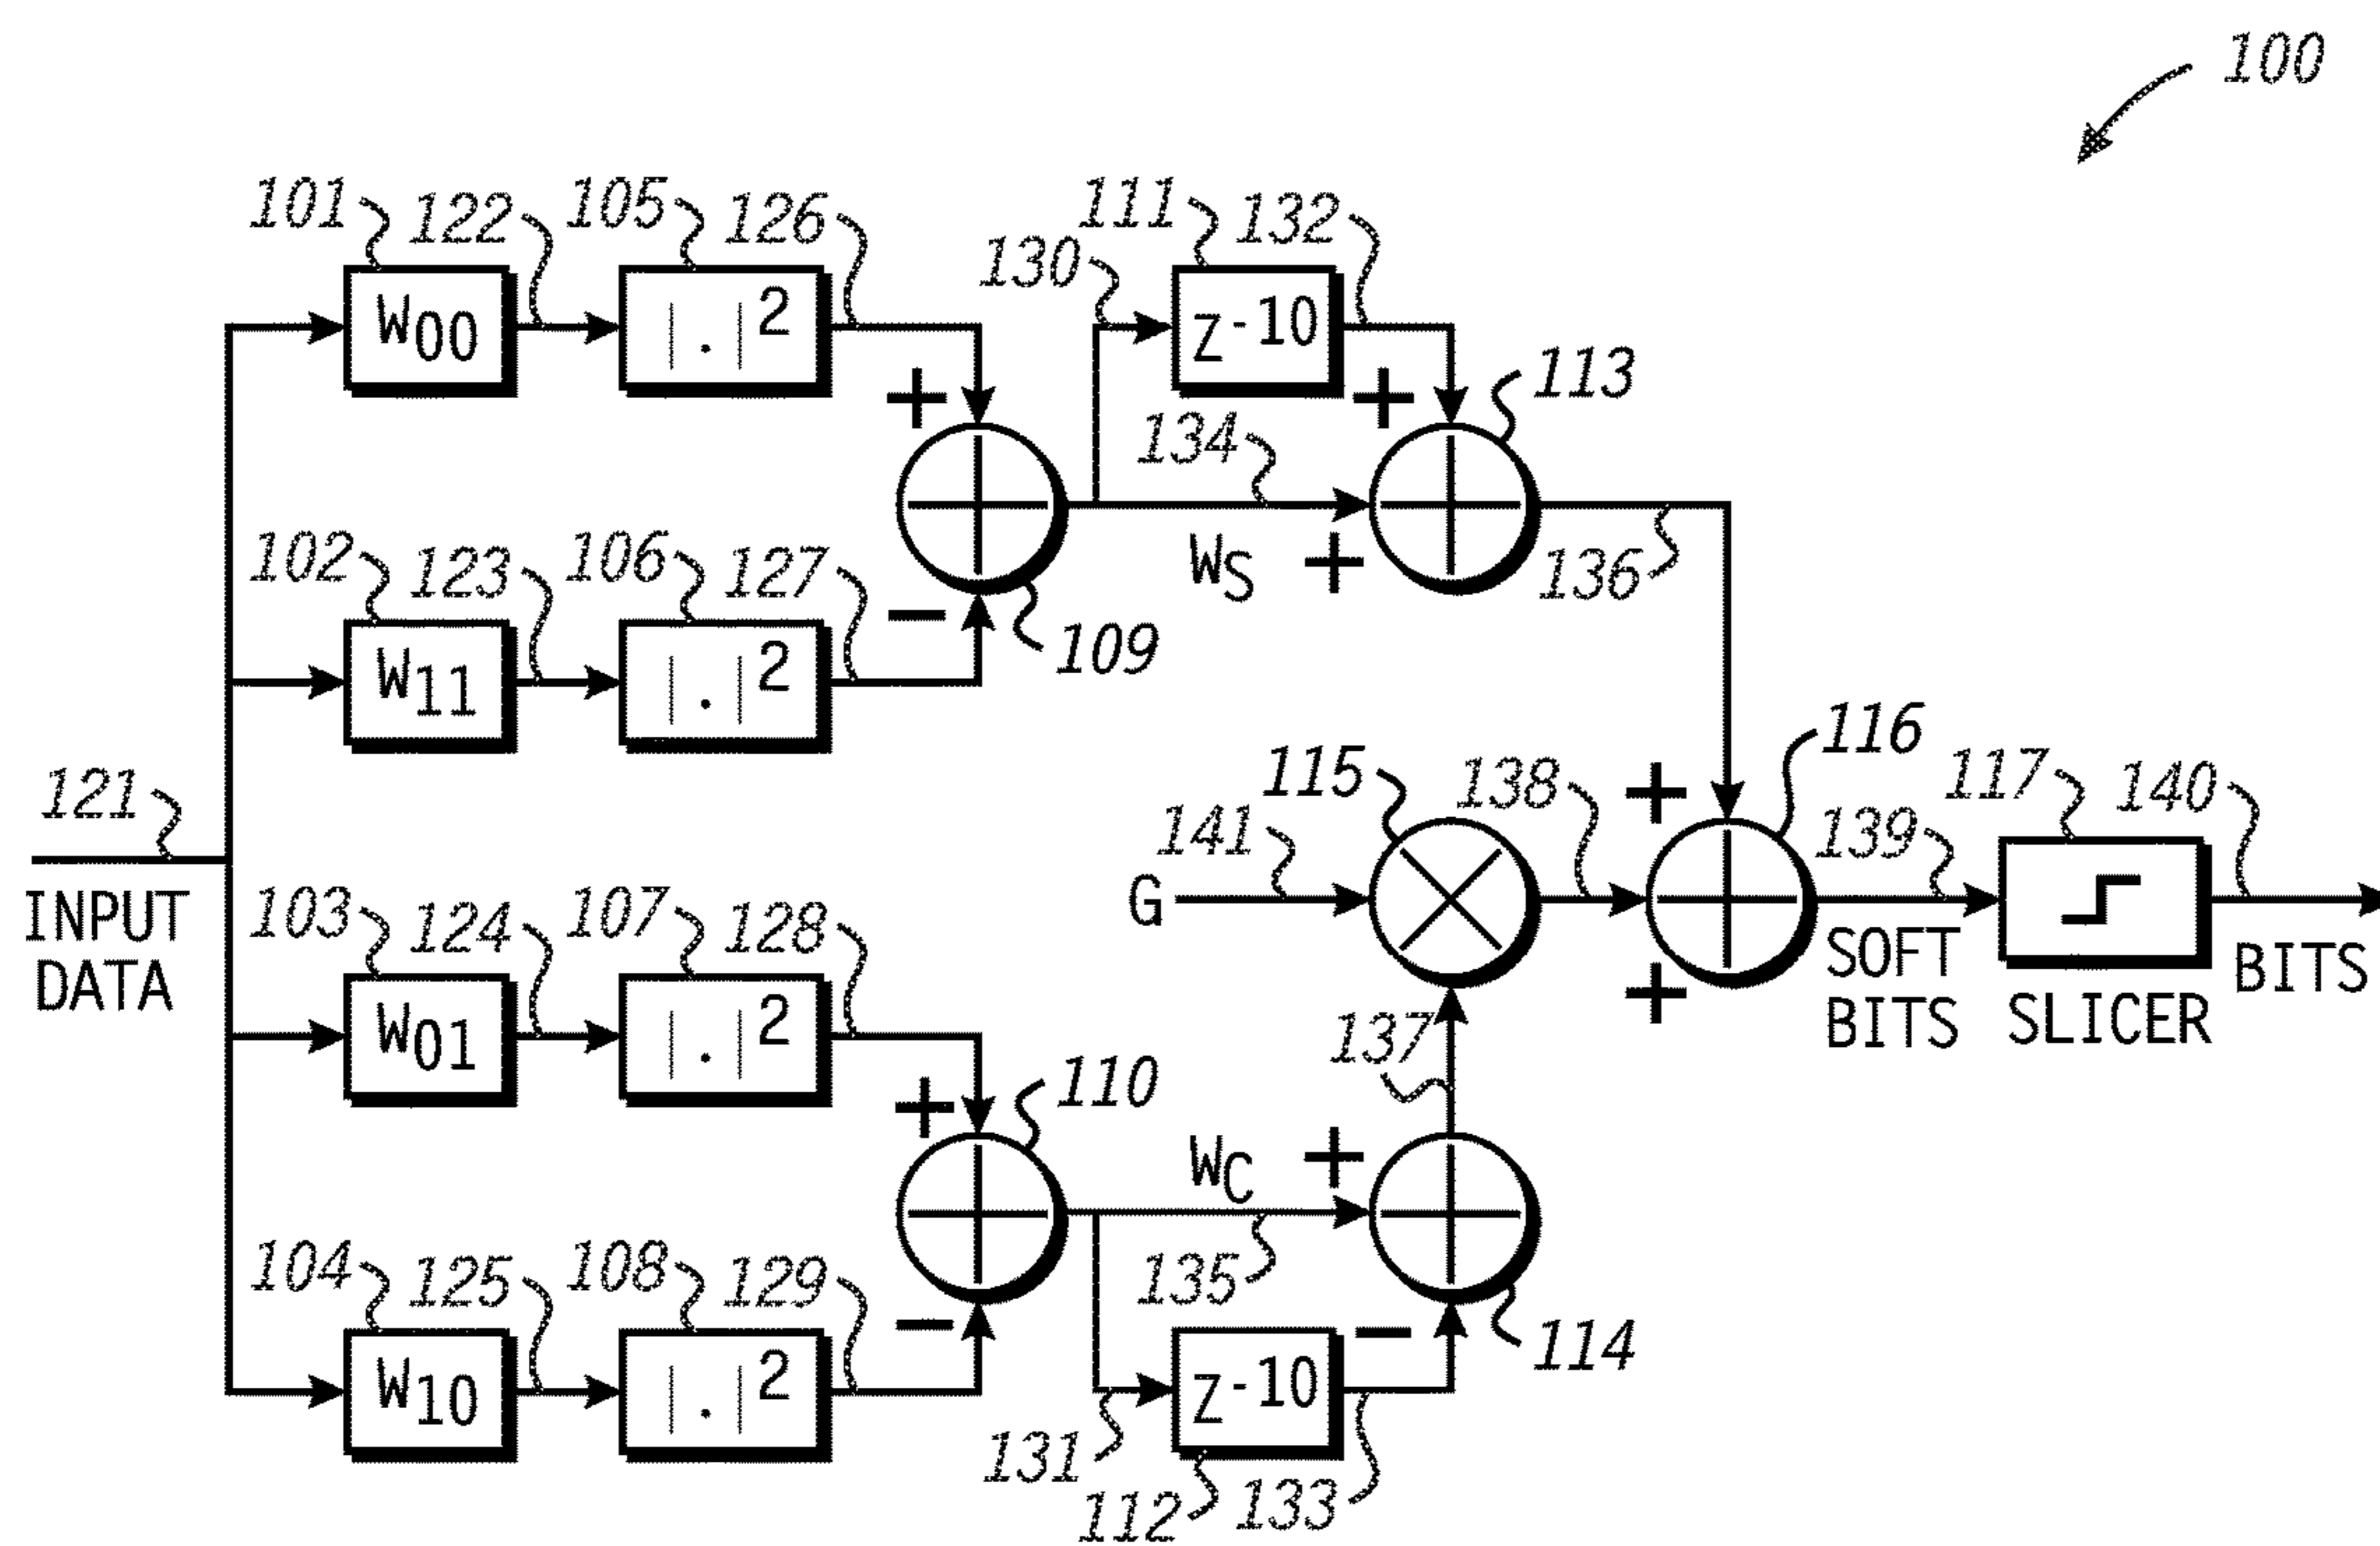 100
101 122 105 126 111 132
130
W00 |.|2 z-10
+ + 113
134
102 123 106 127 WS + 136
W11 |.|2 − 109
121 115 138 + 116 117 140
141 139
INPUT G SOFT BITS
DATA + BITS SLICER
103 124 107 128 137
W01 |.|2 + 110
WC +
104 125 108 129 135
W10 |.|2 − z-10 − 114
131 133
112